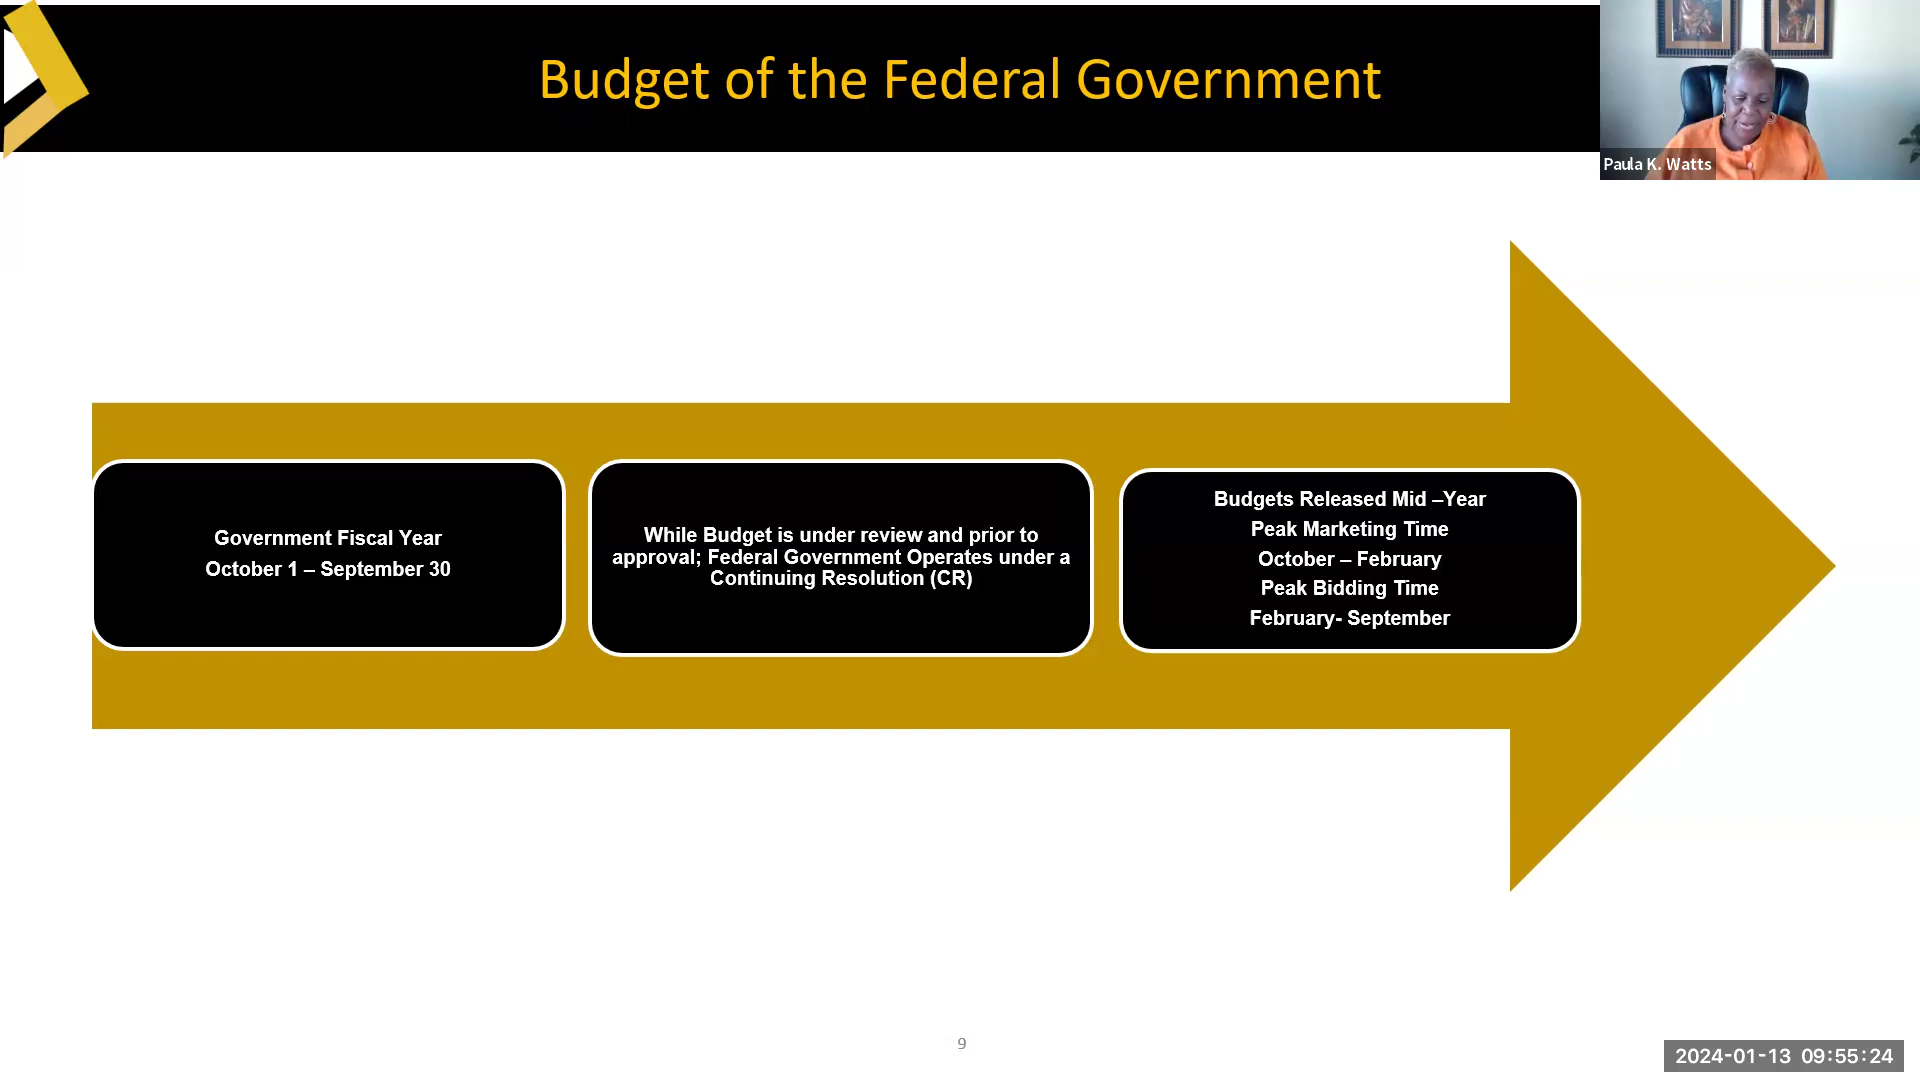 Budget of the Federal Government
Paula K. Watts
Government Fiscal Year
October 1 – September 30
While Budget is under review and prior to
approval; Federal Government Operates under a
Continuing Resolution (CR)
Budgets Released Mid –Year
Peak Marketing Time
October – February
Peak Bidding Time
February- September
9
2024-01-13 09:55:24